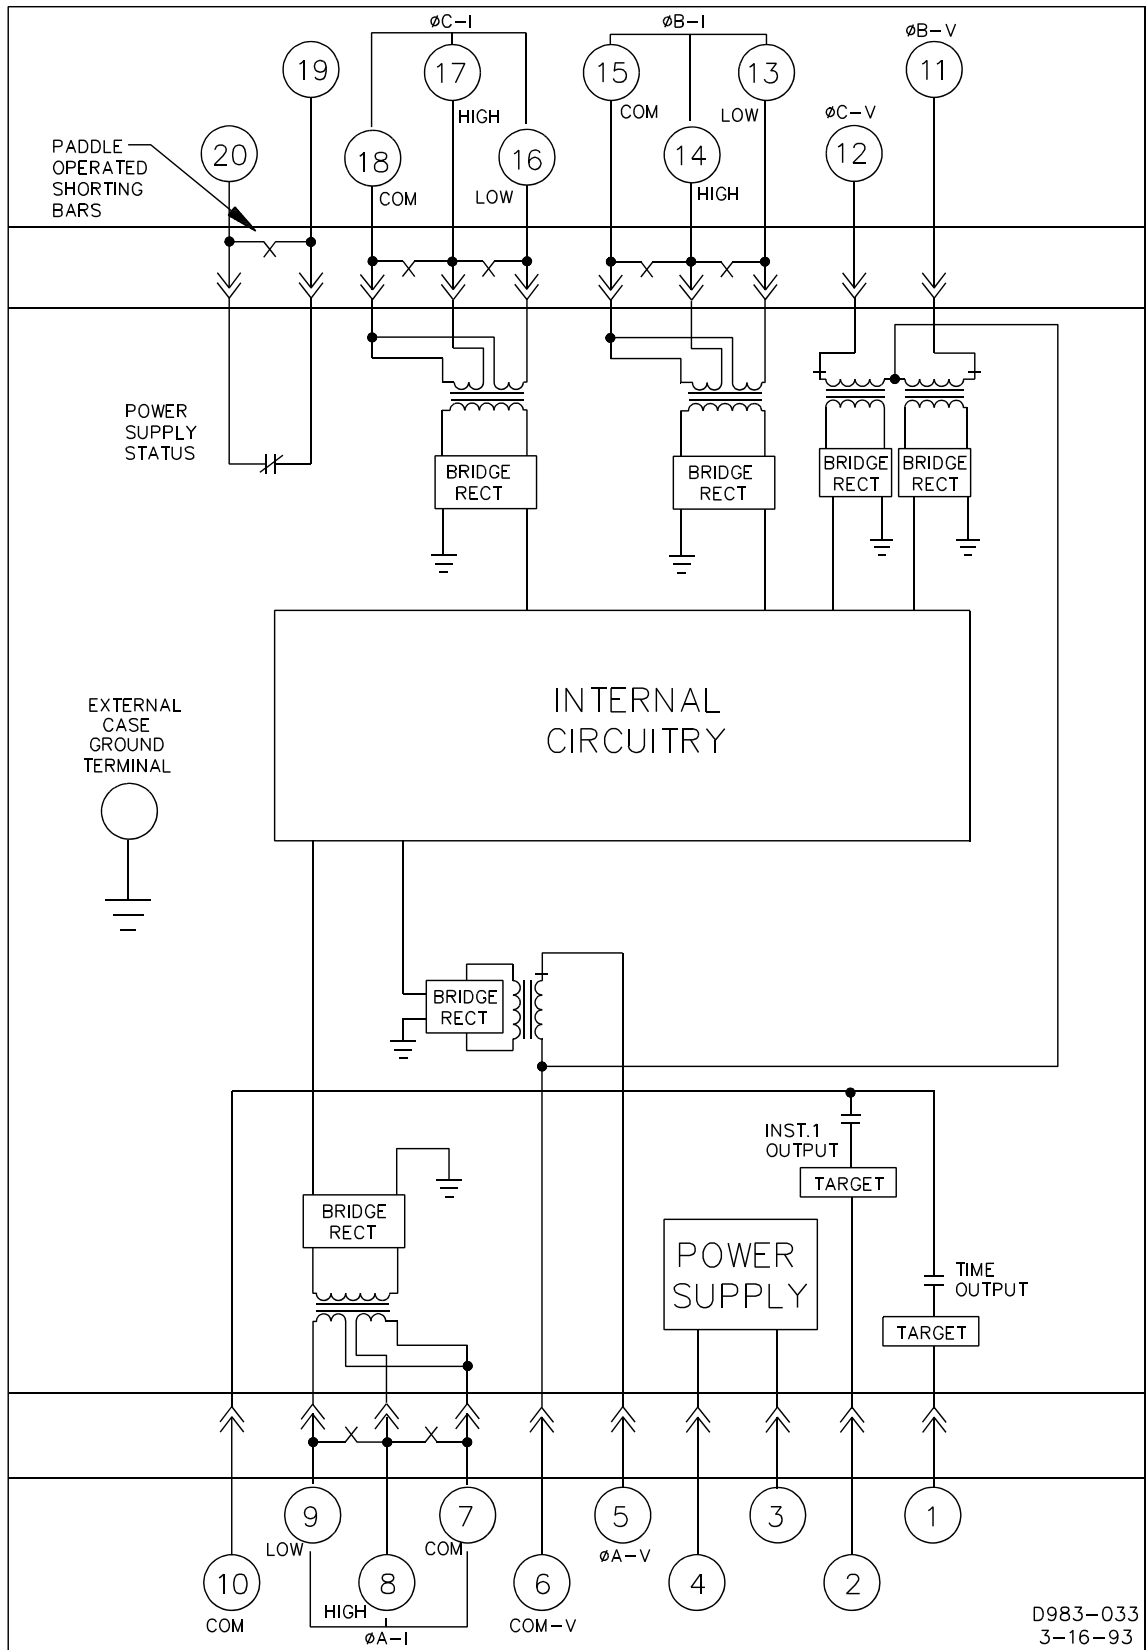 øC-I
øB-I
øB-V
19
17
15
13
11
HIGH
COM
LOW
øC-V
PADDLE
OPERATED
SHORTING
BARS
20
18
16
14
12
COM
LOW
HIGH
POWER
SUPPLY
STATUS
BRIDGE
RECT
BRIDGE
RECT
BRIDGE
RECT
BRIDGE
RECT
INTERNAL
CIRCUITRY
EXTERNAL
CASE
GROUND
TERMINAL
BRIDGE
RECT
INST.1
OUTPUT
TARGET
BRIDGE
RECT
POWER
SUPPLY
TIME
OUTPUT
TARGET
9
7
5
3
1
LOW
COM
øA-V
10
8
6
4
2
COM
HIGH
COM-V
øA-I
D983-033
3-16-93